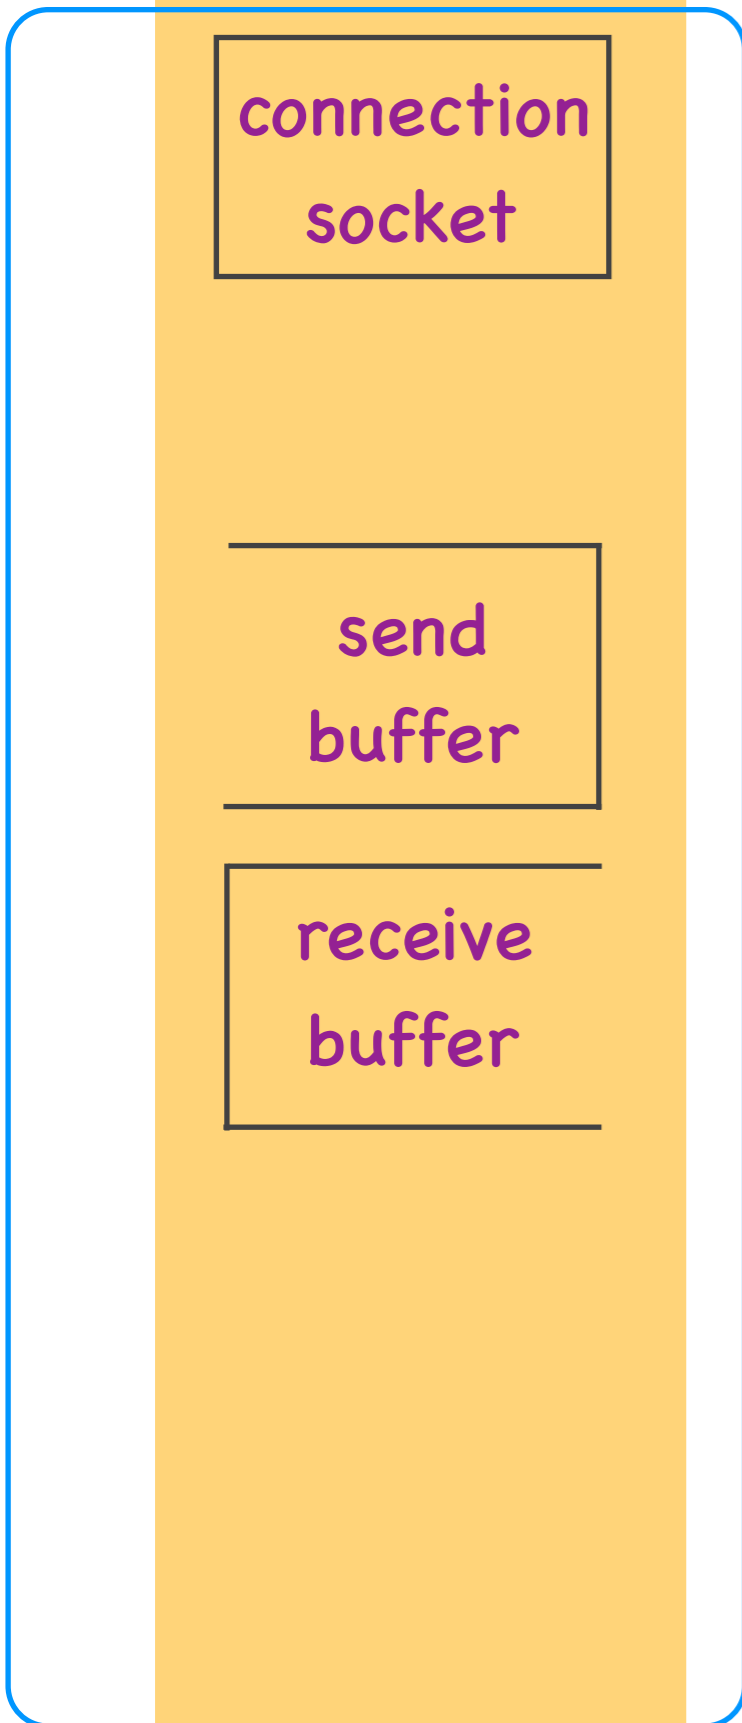 connection
socket
send
buffer
receive
buffer